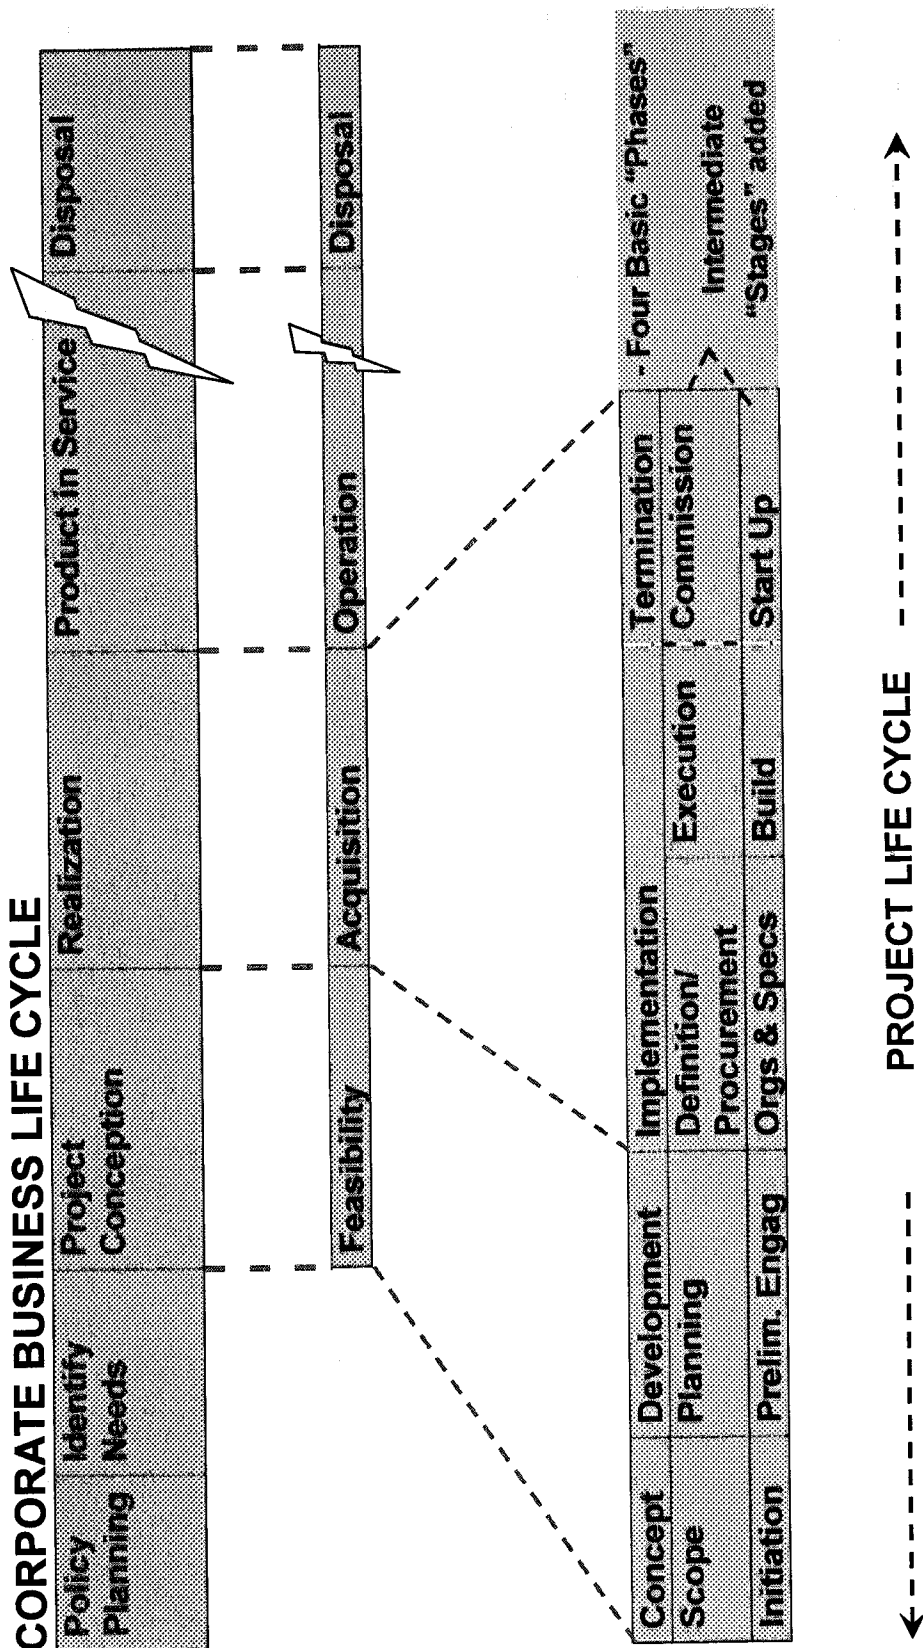 CORPORATE BUSINESS LIFE CYCLE
Policy
Planning
Identify
Needs
Project
Conception
Realization
Product in Service
Disposal
Feasibility
Acquisition
Operation
Disposal
Concept
Development
Implementation
Termination
- Four Basic "Phases"
Scope
Planning
Definition/
Procurement
Execution
Commission
Intermediate
"Stages" added
Initiation
Prelim. Engag
Orgs & Specs
Build
Start Up
PROJECT LIFE CYCLE